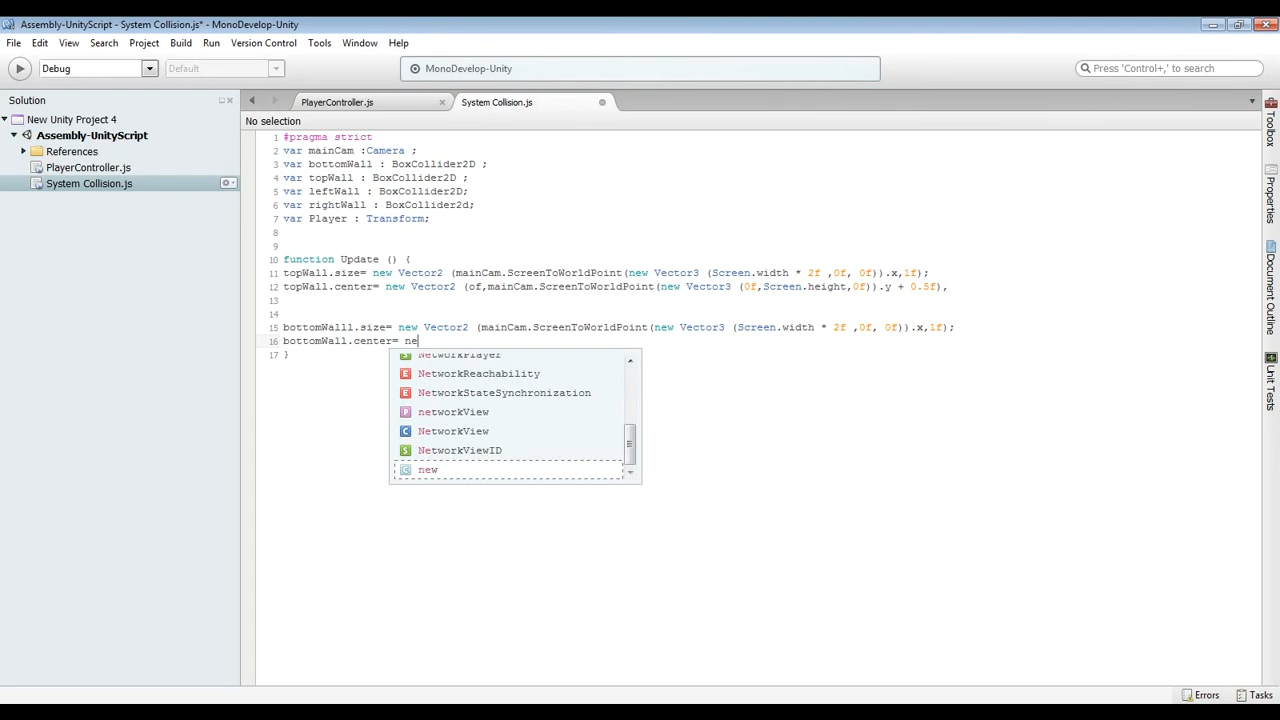 Assembly-UnityScript - System Collision.js* - MonoDevelop-Unity
File Edit View Search Project Build Run Version Control Tools Window Help
Debug Default MonoDevelop-Unity Press 'Control+,' to search
Solution
PlayerController.js System Collision.js
New Unity Project 4
Assembly-UnityScript
References
PlayerController.js
System Collision.js
No selection
1 #pragma strict
2 var mainCam :Camera ;
3 var bottomWall : BoxCollider2D ;
4 var topWall : BoxCollider2D ;
5 var leftWall : BoxCollider2D;
6 var rightWall : BoxCollider2d;
7 var Player : Transform;
8
9
10 function Update () {
11 topWall.size= new Vector2 (mainCam.ScreenToWorldPoint(new Vector3 (Screen.width * 2f ,0f, 0f)).x,1f);
12 topWall.center= new Vector2 (of,mainCam.ScreenToWorldPoint(new Vector3 (0f,Screen.height,0f)).y + 0.5f),
13
14
15 bottomWalll.size= new Vector2 (mainCam.ScreenToWorldPoint(new Vector3 (Screen.width * 2f ,0f, 0f)).x,1f);
16 bottomWall.center= ne
17 }
NetworkPlayer
NetworkReachability
NetworkStateSynchronization
networkView
NetworkView
NetworkViewID
new
Toolbox
Properties
Document Outline
Unit Tests
Errors Tasks